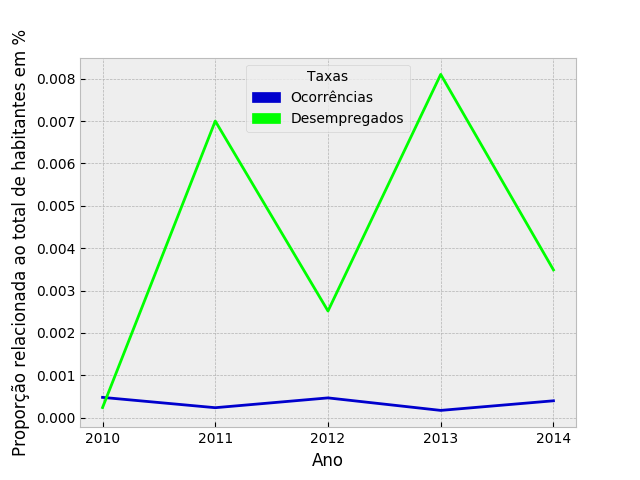 Proporção relacionada ao total de habitantes em %
0.008
0.007
0.006
0.005
0.004
0.003
0.002
0.001
0.000
Taxas
Ocorrências
Desempregados
2010 2011 2012 2013 2014
Ano